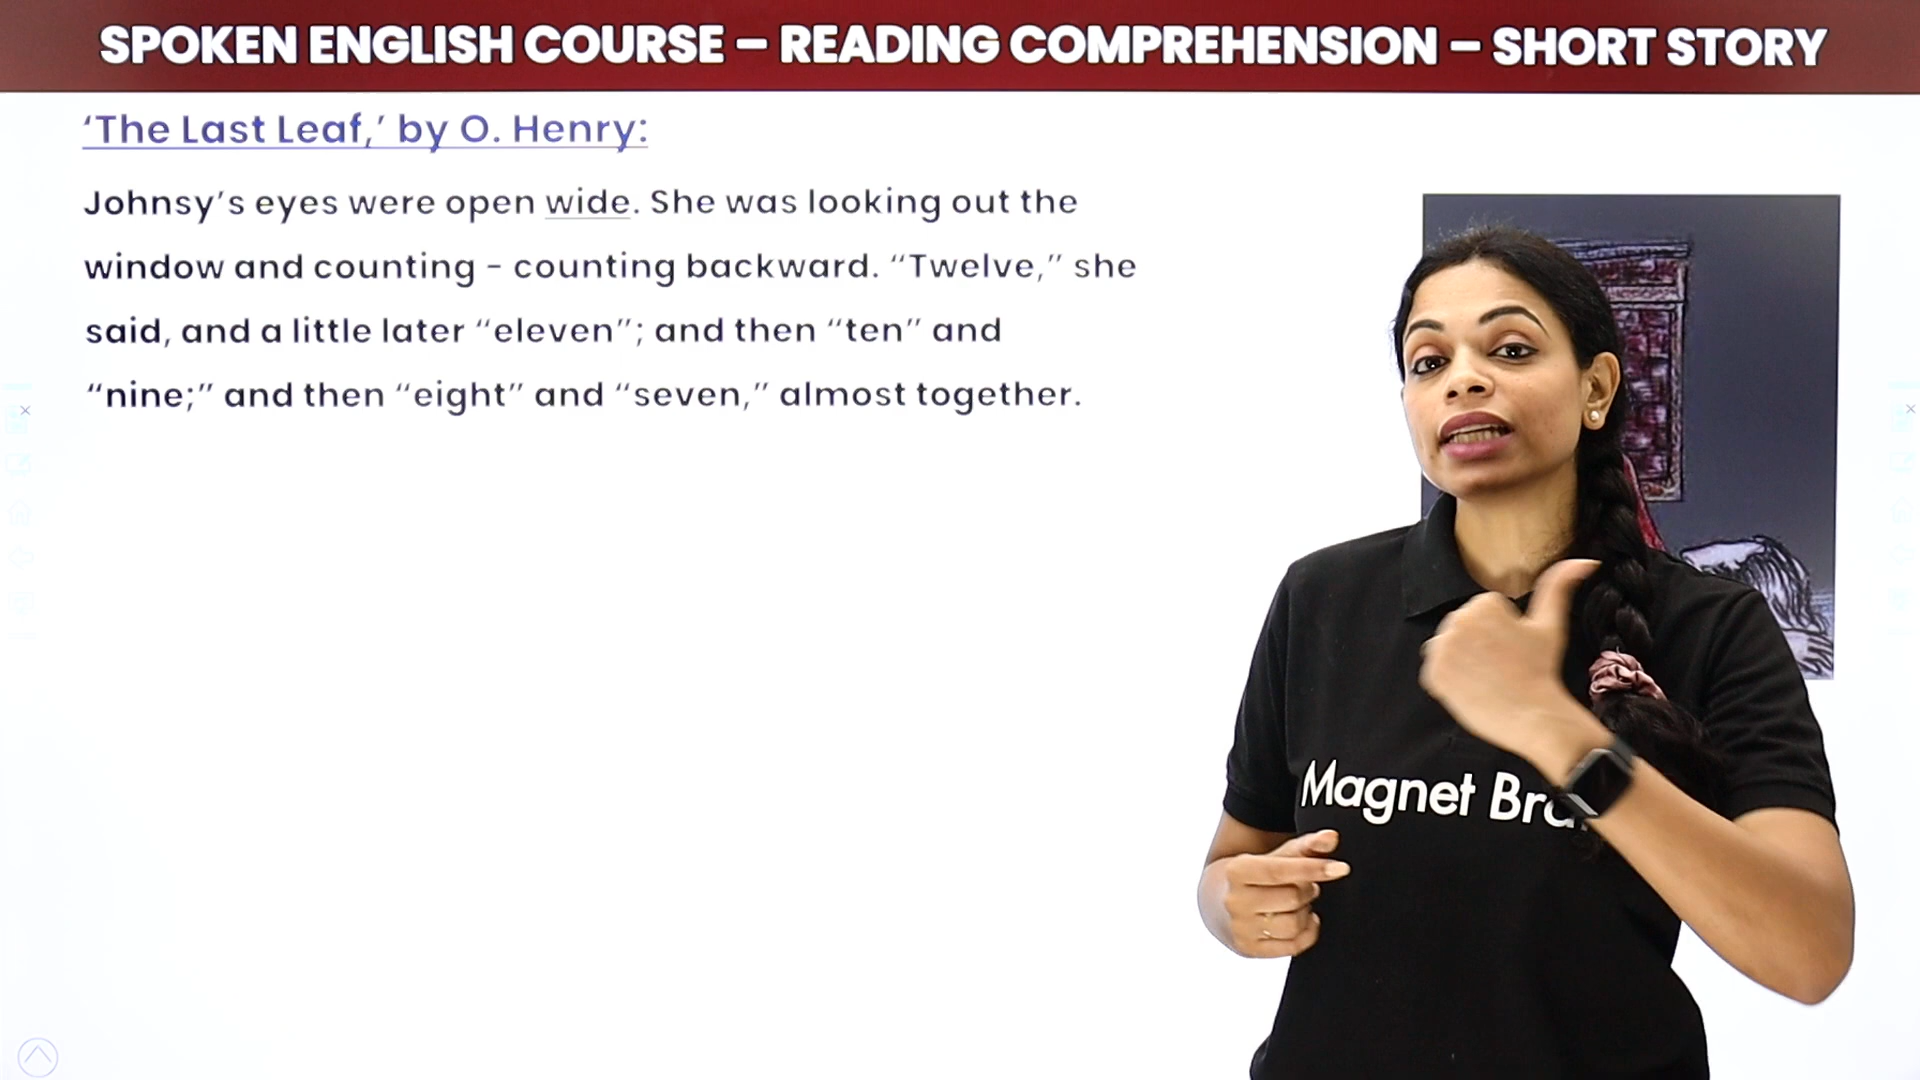 SPOKEN ENGLISH COURSE – READING COMPREHENSION – SHORT STORY
‘The Last Leaf,’ by O. Henry:
Johnsy’s eyes were open wide. She was looking out the
window and counting - counting backward. “Twelve,” she
said, and a little later “eleven”; and then “ten” and
“nine;” and then “eight” and “seven,” almost together.
Magnet